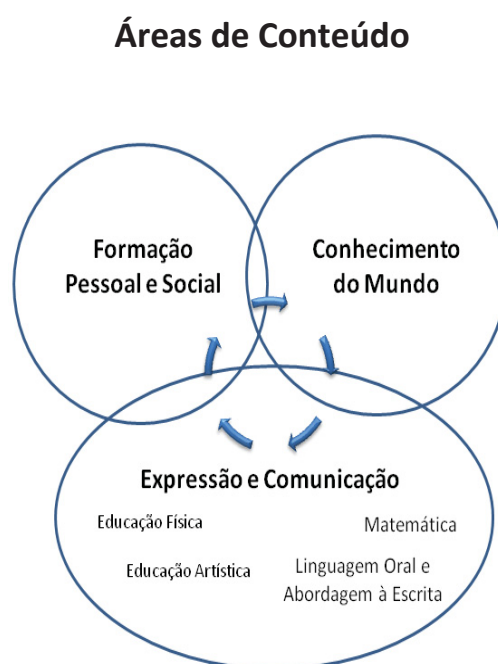 Áreas de Conteúdo
Formação
Pessoal e Social
Conhecimento
do Mundo
Expressão e Comunicação
Educação Física
Matemática
Educação Artística
Linguagem Oral e
Abordagem à Escrita